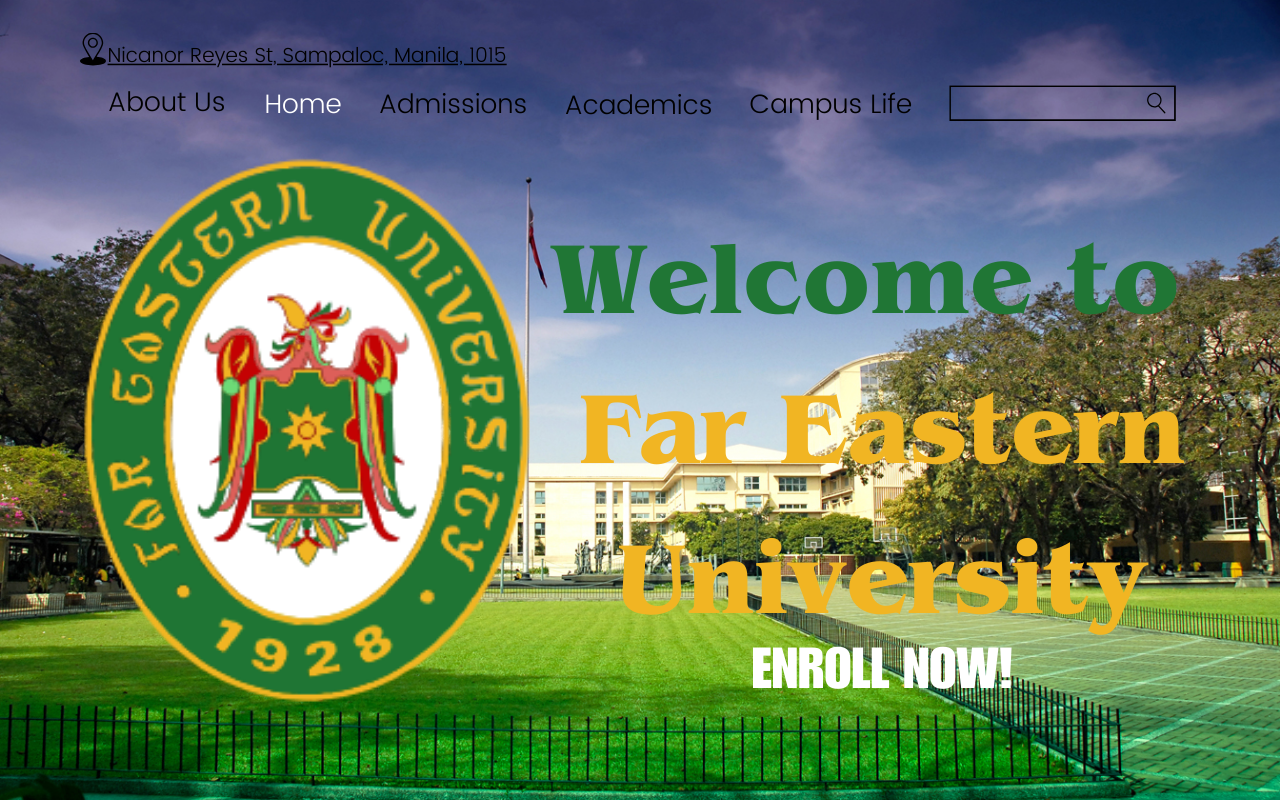 Nicanor Reyes St, Sampaloc, Manila, 1015
About Us Home Admissions Academics Campus Life
FAR EASTERN UNIVERSITY
1928
Welcome to
Far Eastern
University
ENROLL NOW!